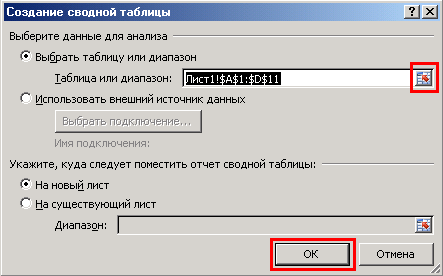 Создание сводной таблицы
Выберите данные для анализа
Выбрать таблицу или диапазон
Таблица или диапазон: Лист1!$A$1:$D$11
Использовать внешний источник данных
Выбрать подключение...
Имя подключения:
Укажите, куда следует поместить отчет сводной таблицы:
На новый лист
На существующий лист
Диапазон:
ОК Отмена